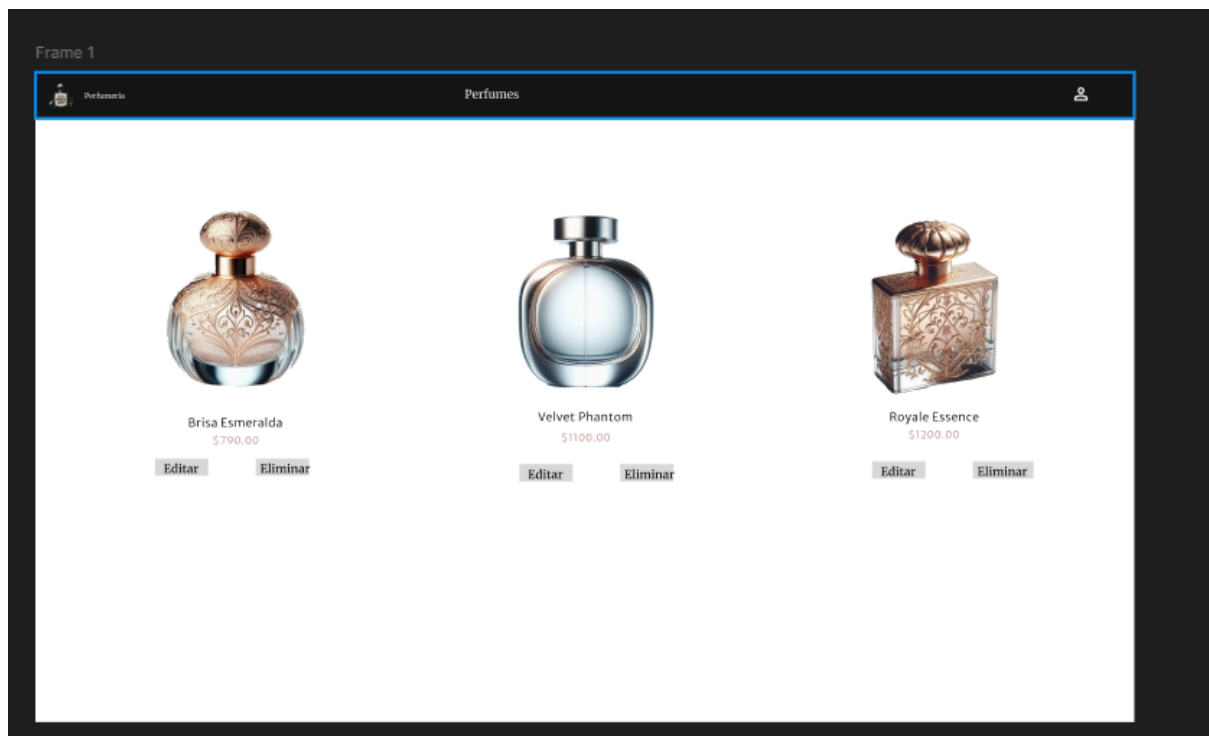 Frame 1
Perfumeria
Perfumes
Brisa Esmeralda
$790.00
Editar
Eliminar
Velvet Phantom
$1100.00
Editar
Eliminar
Royale Essence
$1200.00
Editar
Eliminar